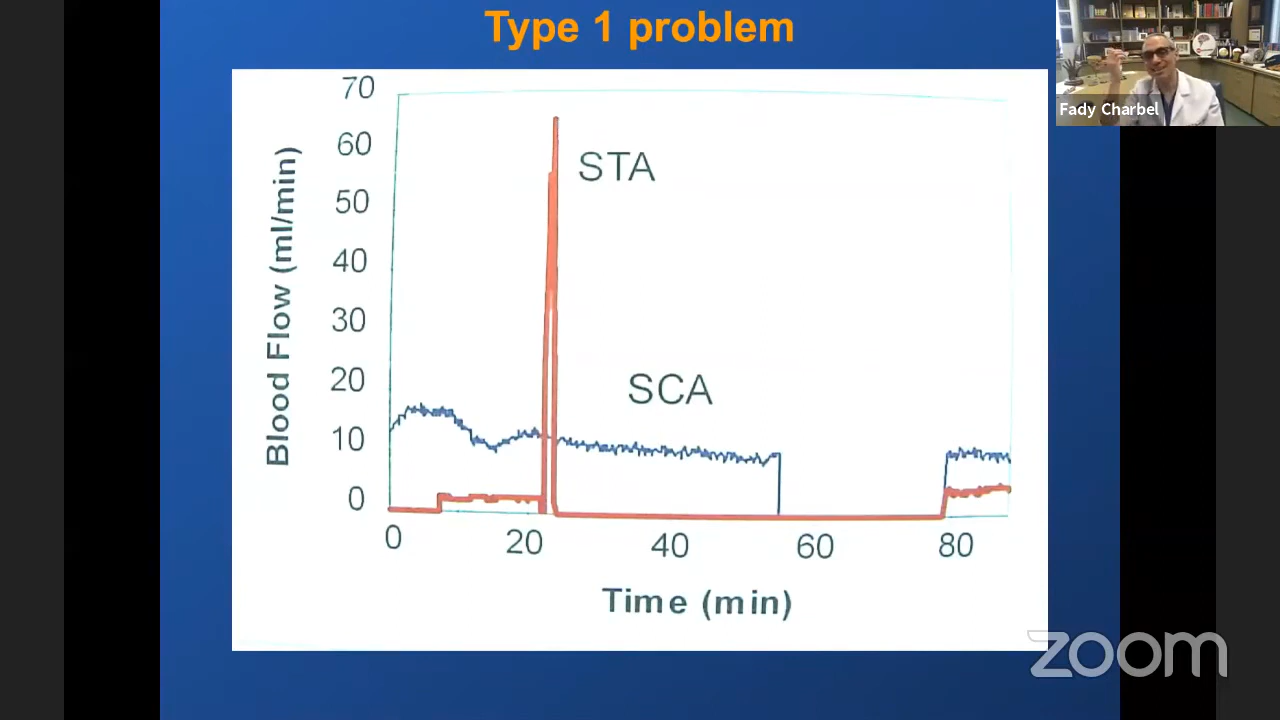 Type 1 problem
Fady Charbel
70
60
50
40
30
20
10
0
Blood Flow (ml/min)
STA
SCA
0 20 40 60 80
Time (min)
zoom